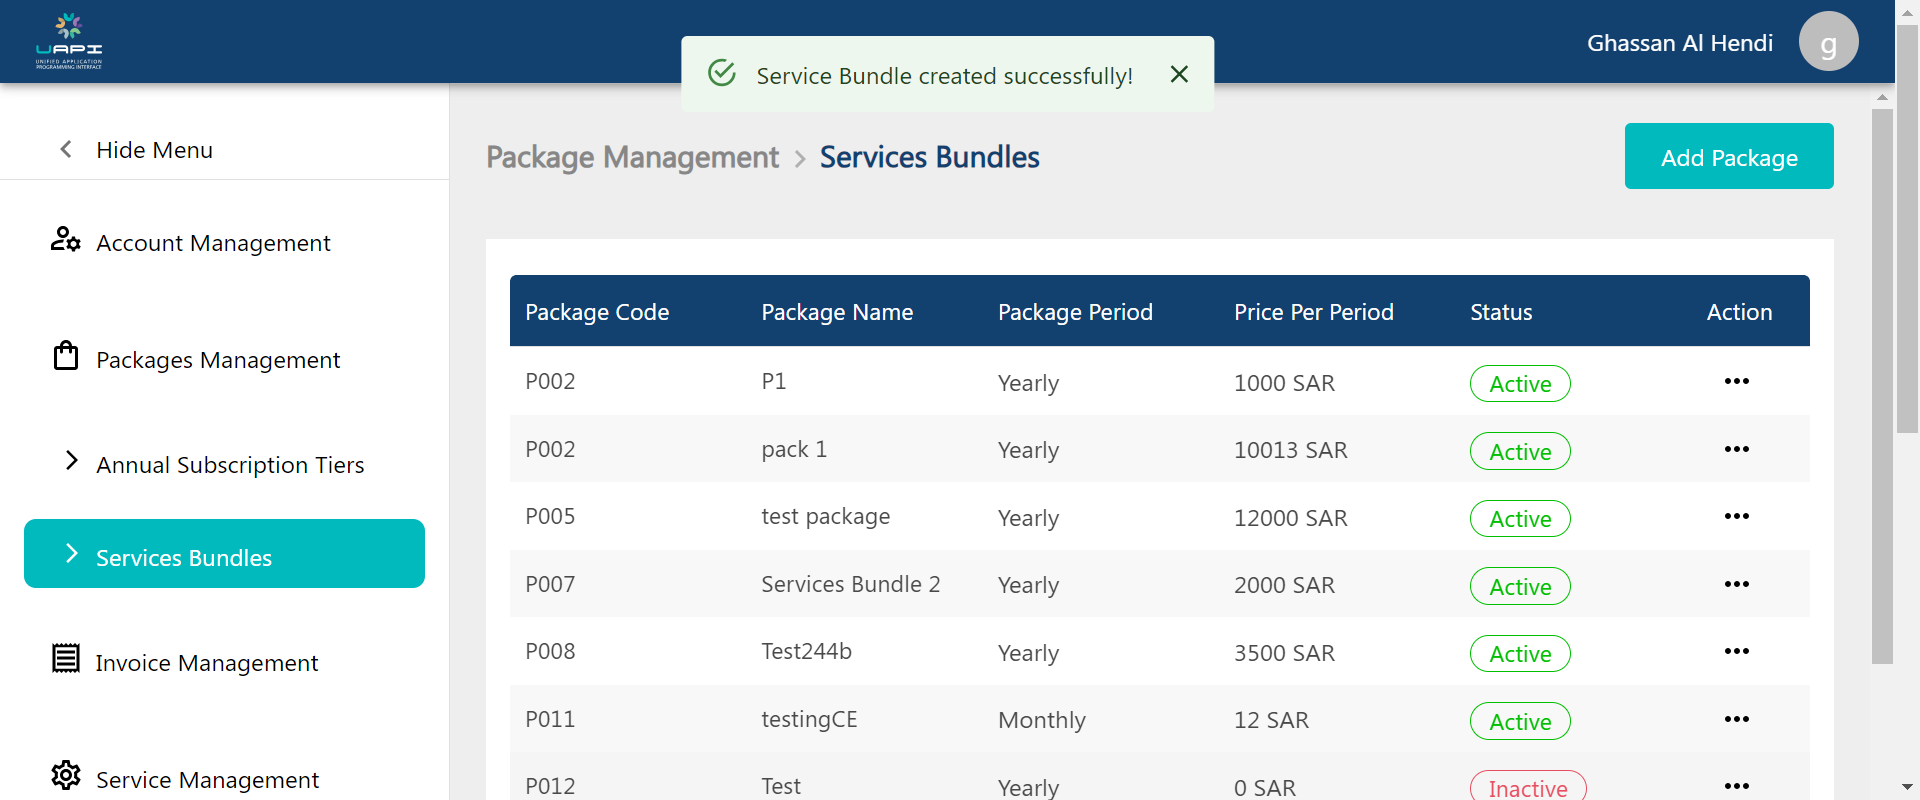 UAPI
UNIFIED APPLICATION
PROGRAMMING INTERFACE
Service Bundle created successfully!
Ghassan Al Hendi
g
Hide Menu
Account Management
Packages Management
Annual Subscription Tiers
Services Bundles
Invoice Management
Service Management
Package Management > Services Bundles
Add Package
Package Code Package Name Package Period Price Per Period Status Action
P002 P1 Yearly 1000 SAR Active •••
P002 pack 1 Yearly 10013 SAR Active •••
P005 test package Yearly 12000 SAR Active •••
P007 Services Bundle 2 Yearly 2000 SAR Active •••
P008 Test244b Yearly 3500 SAR Active •••
P011 testingCE Monthly 12 SAR Active •••
P012 Test Yearly 0 SAR Inactive •••